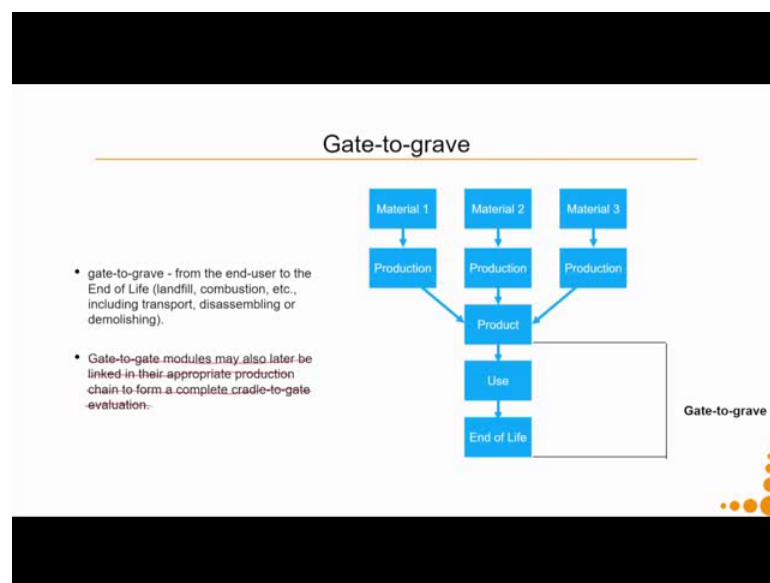 Gate-to-grave
Material 1
Material 2
Material 3
Production
Production
Production
• gate-to-grave - from the end-user to the
End of Life (landfill, combustion, etc.,
including transport, disassembling or
demolishing).
Product
• Gate-to-gate modules may also later be
linked in their appropriate production
chain to form a complete cradle-to-gate
evaluation.
Use
Gate-to-grave
End of Life